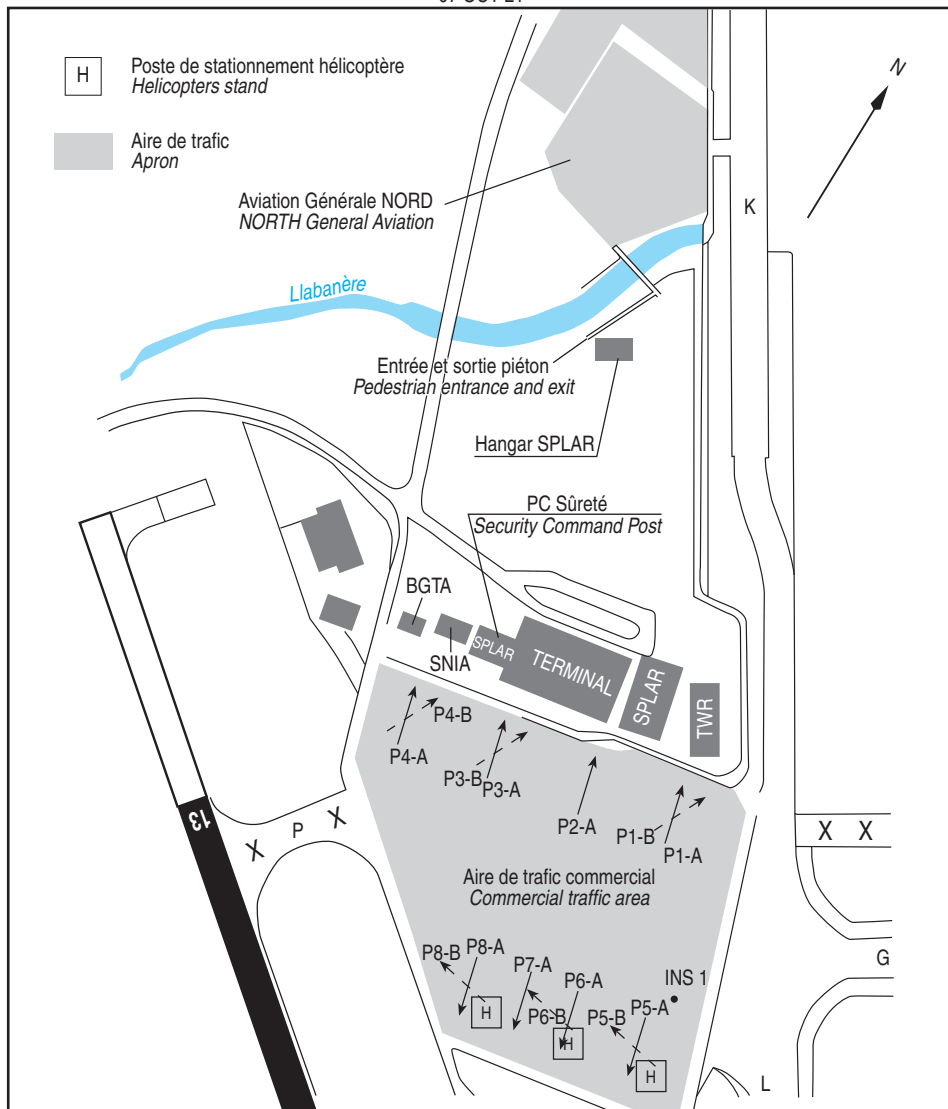 H
Poste de stationnement hélicoptère
Helicopters stand
Aire de trafic
Apron
N
K
Aviation Générale NORD
NORTH General Aviation
Llabanère
Entrée et sortie piéton
Pedestrian entrance and exit
Hangar SPLAR
PC Sûreté
Security Command Post
BGTA
SNIA
SPLAR
TERMINAL
SPLAR
TWR
P4-B
P4-A
P3-B
P3-A
P2-A
P1-B
P1-A
13
X P X
X X
Aire de trafic commercial
Commercial traffic area
G
P8-B
P8-A
P7-A
P6-A
P6-B
P5-B
P5-A
INS 1
H
H
H
L